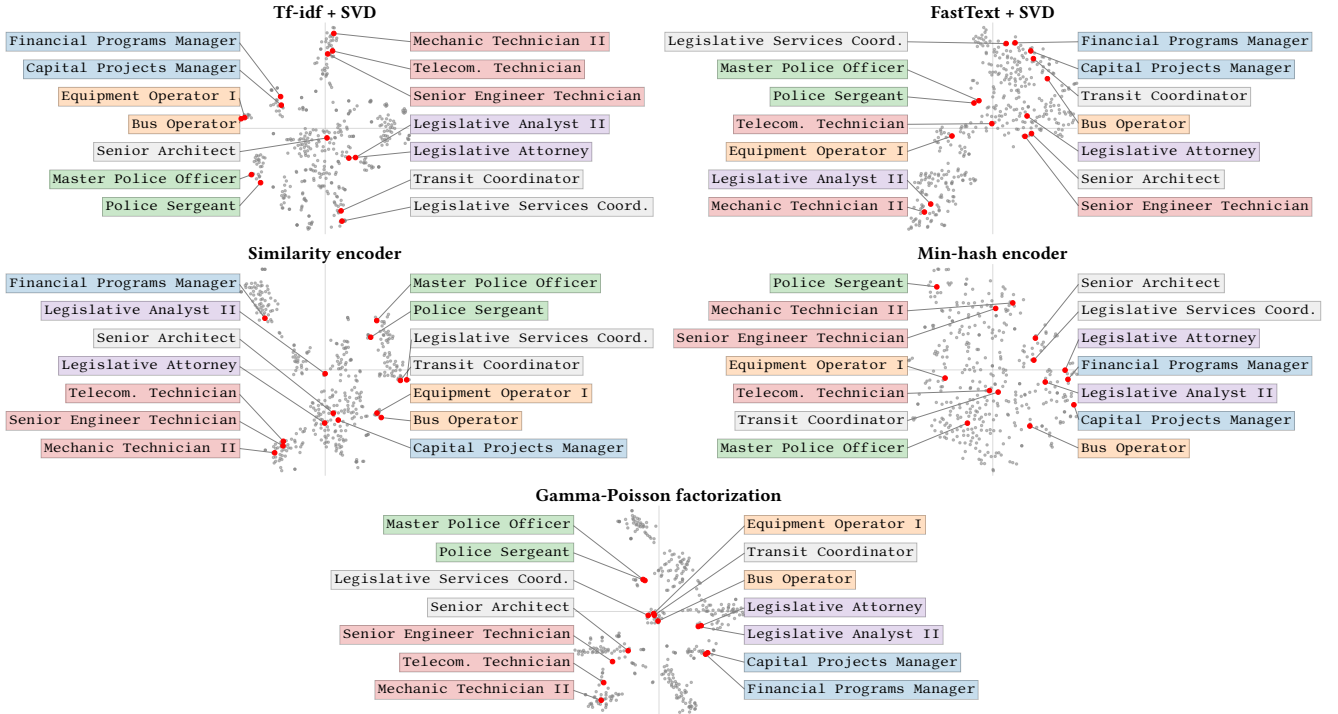 Tf-idf + SVD
Financial Programs Manager
Capital Projects Manager
Equipment Operator I
Bus Operator
Senior Architect
Master Police Officer
Police Sergeant
Mechanic Technician II
Telecom. Technician
Senior Engineer Technician
Legislative Analyst II
Legislative Attorney
Transit Coordinator
Legislative Services Coord.
FastText + SVD
Legislative Services Coord.
Master Police Officer
Police Sergeant
Telecom. Technician
Equipment Operator I
Legislative Analyst II
Mechanic Technician II
Financial Programs Manager
Capital Projects Manager
Transit Coordinator
Bus Operator
Legislative Attorney
Senior Architect
Senior Engineer Technician
Similarity encoder
Financial Programs Manager
Legislative Analyst II
Senior Architect
Legislative Attorney
Telecom. Technician
Senior Engineer Technician
Mechanic Technician II
Master Police Officer
Police Sergeant
Legislative Services Coord.
Transit Coordinator
Equipment Operator I
Bus Operator
Capital Projects Manager
Min-hash encoder
Police Sergeant
Mechanic Technician II
Senior Engineer Technician
Equipment Operator I
Telecom. Technician
Transit Coordinator
Master Police Officer
Senior Architect
Legislative Services Coord.
Legislative Attorney
Financial Programs Manager
Legislative Analyst II
Capital Projects Manager
Bus Operator
Gamma-Poisson factorization
Master Police Officer
Police Sergeant
Legislative Services Coord.
Senior Architect
Senior Engineer Technician
Telecom. Technician
Mechanic Technician II
Equipment Operator I
Transit Coordinator
Bus Operator
Legislative Attorney
Legislative Analyst II
Capital Projects Manager
Financial Programs Manager